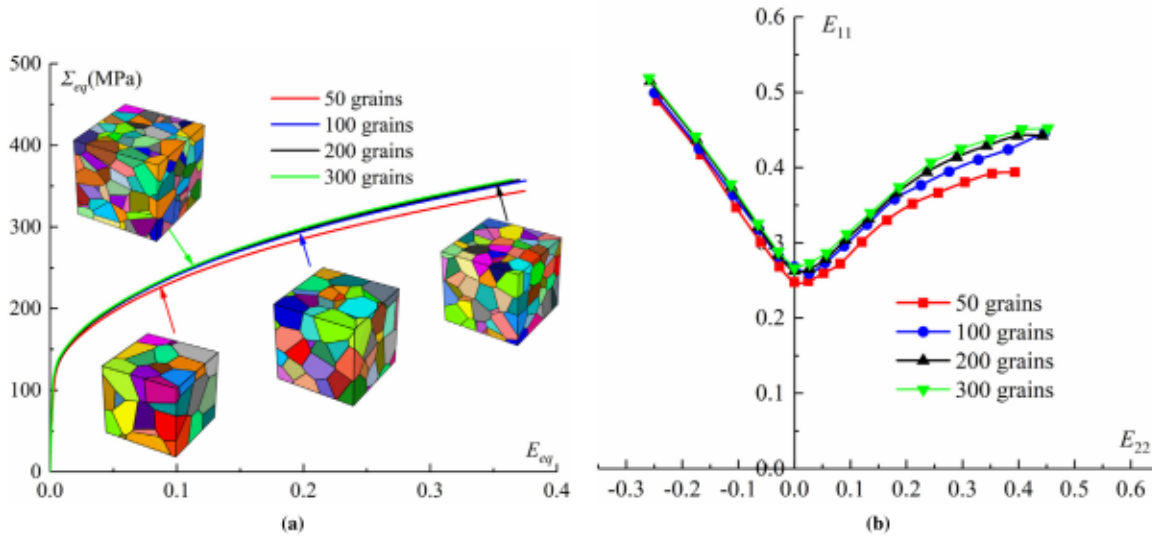 500
400
300
200
100
0
Σeq(MPa)
50 grains
100 grains
200 grains
300 grains
Eeq
0.0 0.1 0.2 0.3 0.4
(a)
0.6
0.5
0.4
0.3
0.2
0.1
0.0
E11
50 grains
100 grains
200 grains
300 grains
E22
-0.3 -0.2 -0.1 0.0 0.1 0.2 0.3 0.4 0.5 0.6
(b)